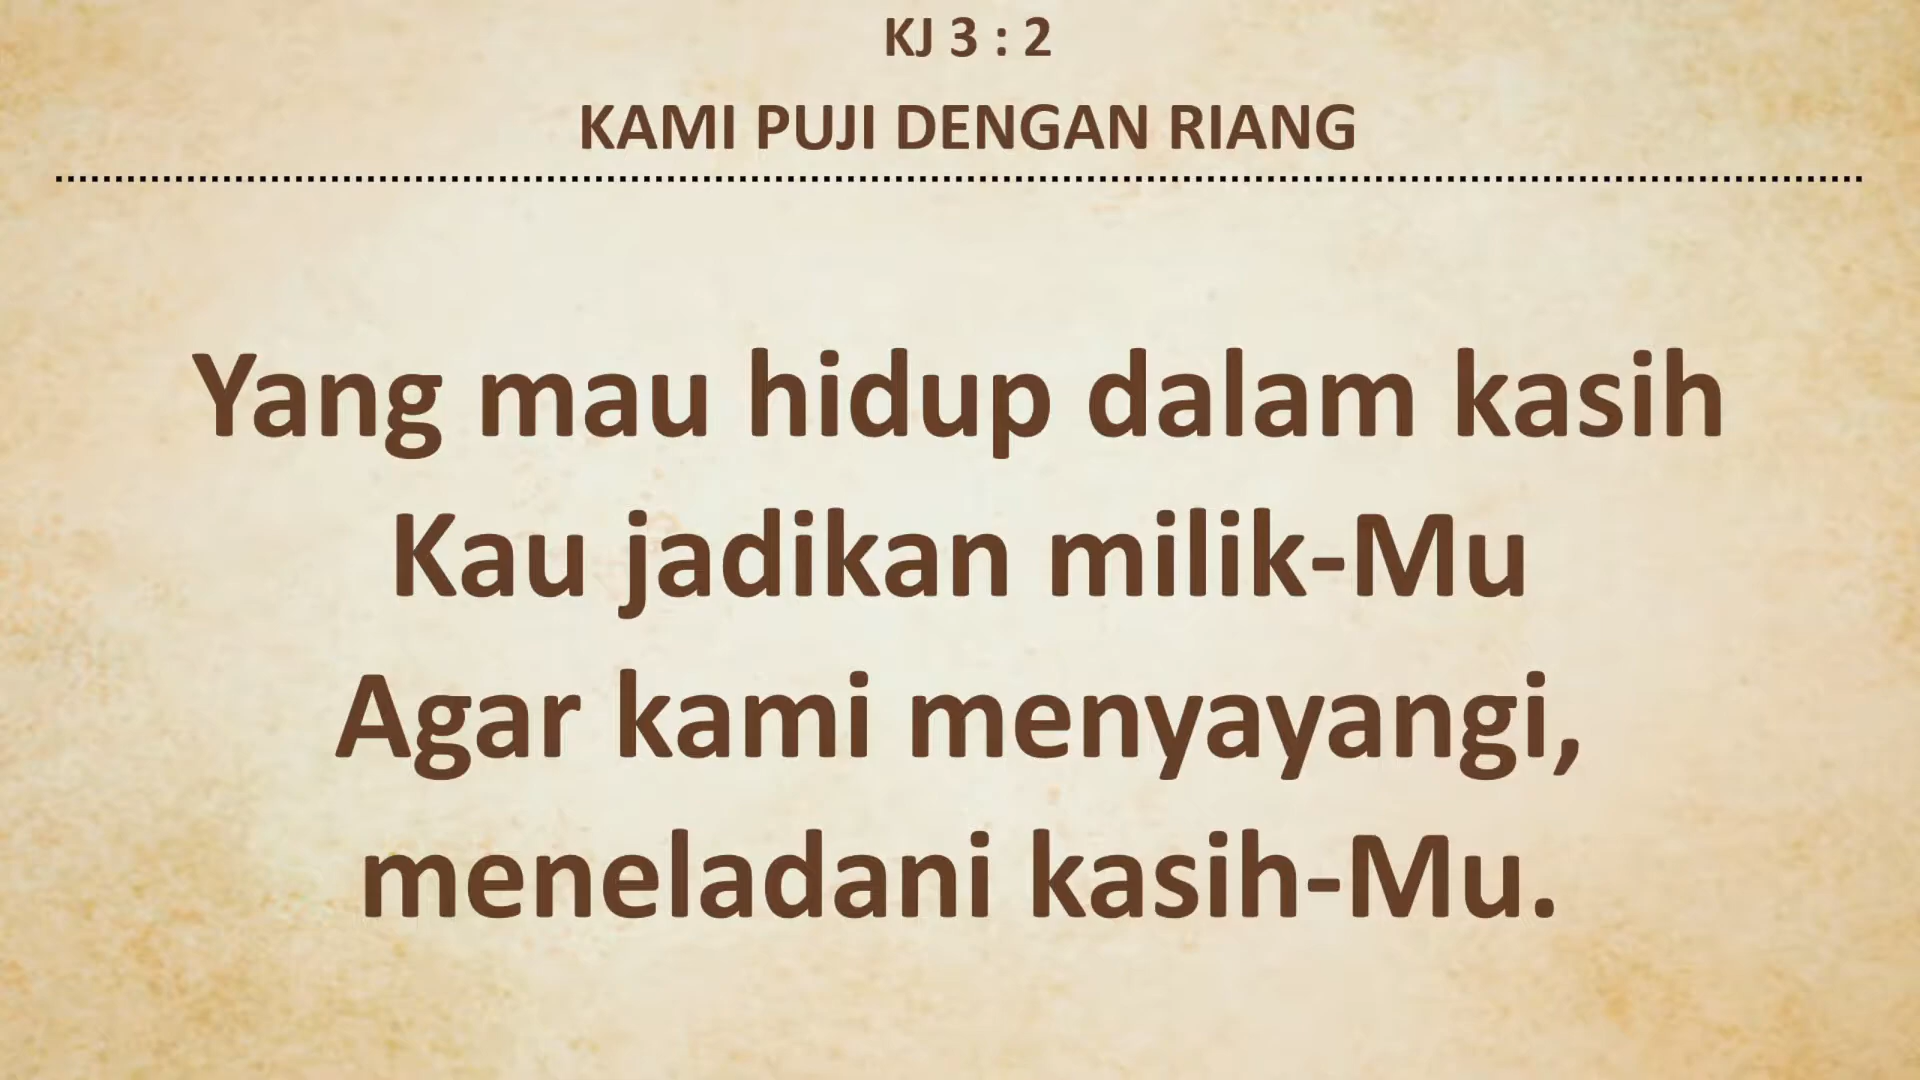 KJ 3 : 2
KAMI PUJI DENGAN RIANG
Yang mau hidup dalam kasih
Kau jadikan milik-Mu
Agar kami menyayangi,
meneladani kasih-Mu.